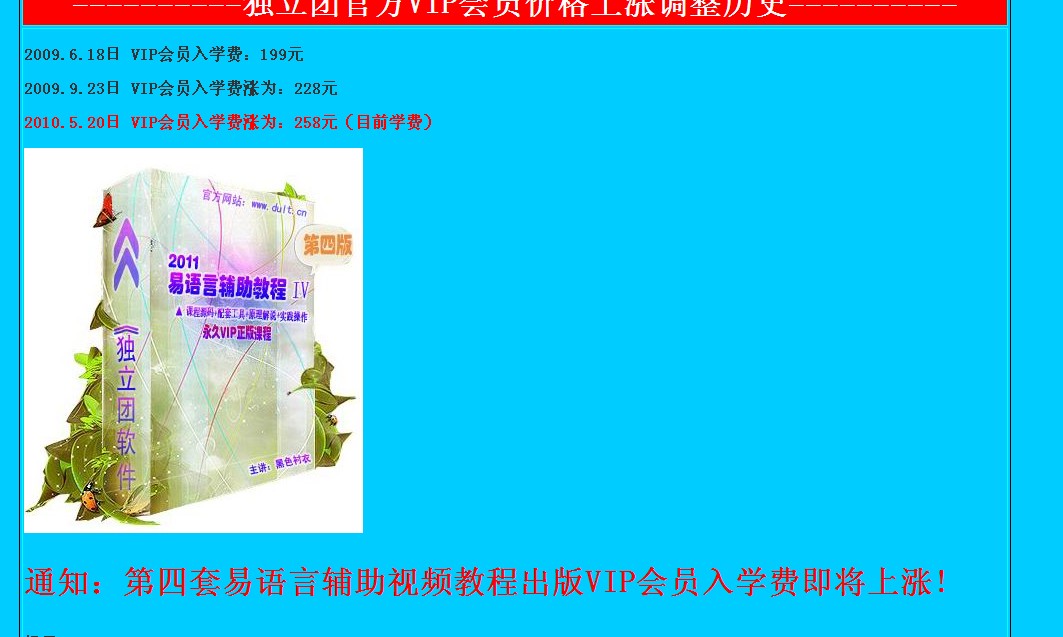 ----------独立团官方VIP会员价格上涨调整历史----------
2009.6.18日 VIP会员入学费：199元
2009.9.23日 VIP会员入学费涨为：228元
2010.5.20日 VIP会员入学费涨为：258元（目前学费）
官方网站：www.dult.cn
第四版
2011
易语言辅助教程 IV
▲ 课程源码+配套工具+原理解说+实践操作
永久VIP正版课程
《独立团软件
主讲：黑色衬衣
通知：第四套易语言辅助视频教程出版VIP会员入学费即将上涨！